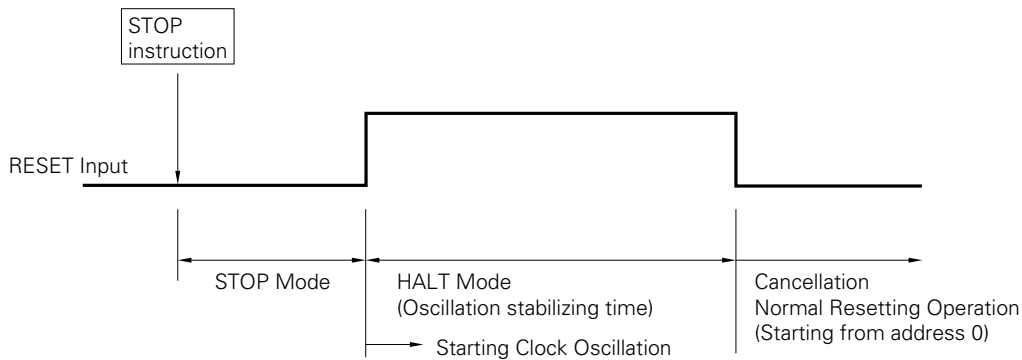 STOP
instruction
RESET Input
STOP Mode
HALT Mode
(Oscillation stabilizing time)
Starting Clock Oscillation
Cancellation
Normal Resetting Operation
(Starting from address 0)